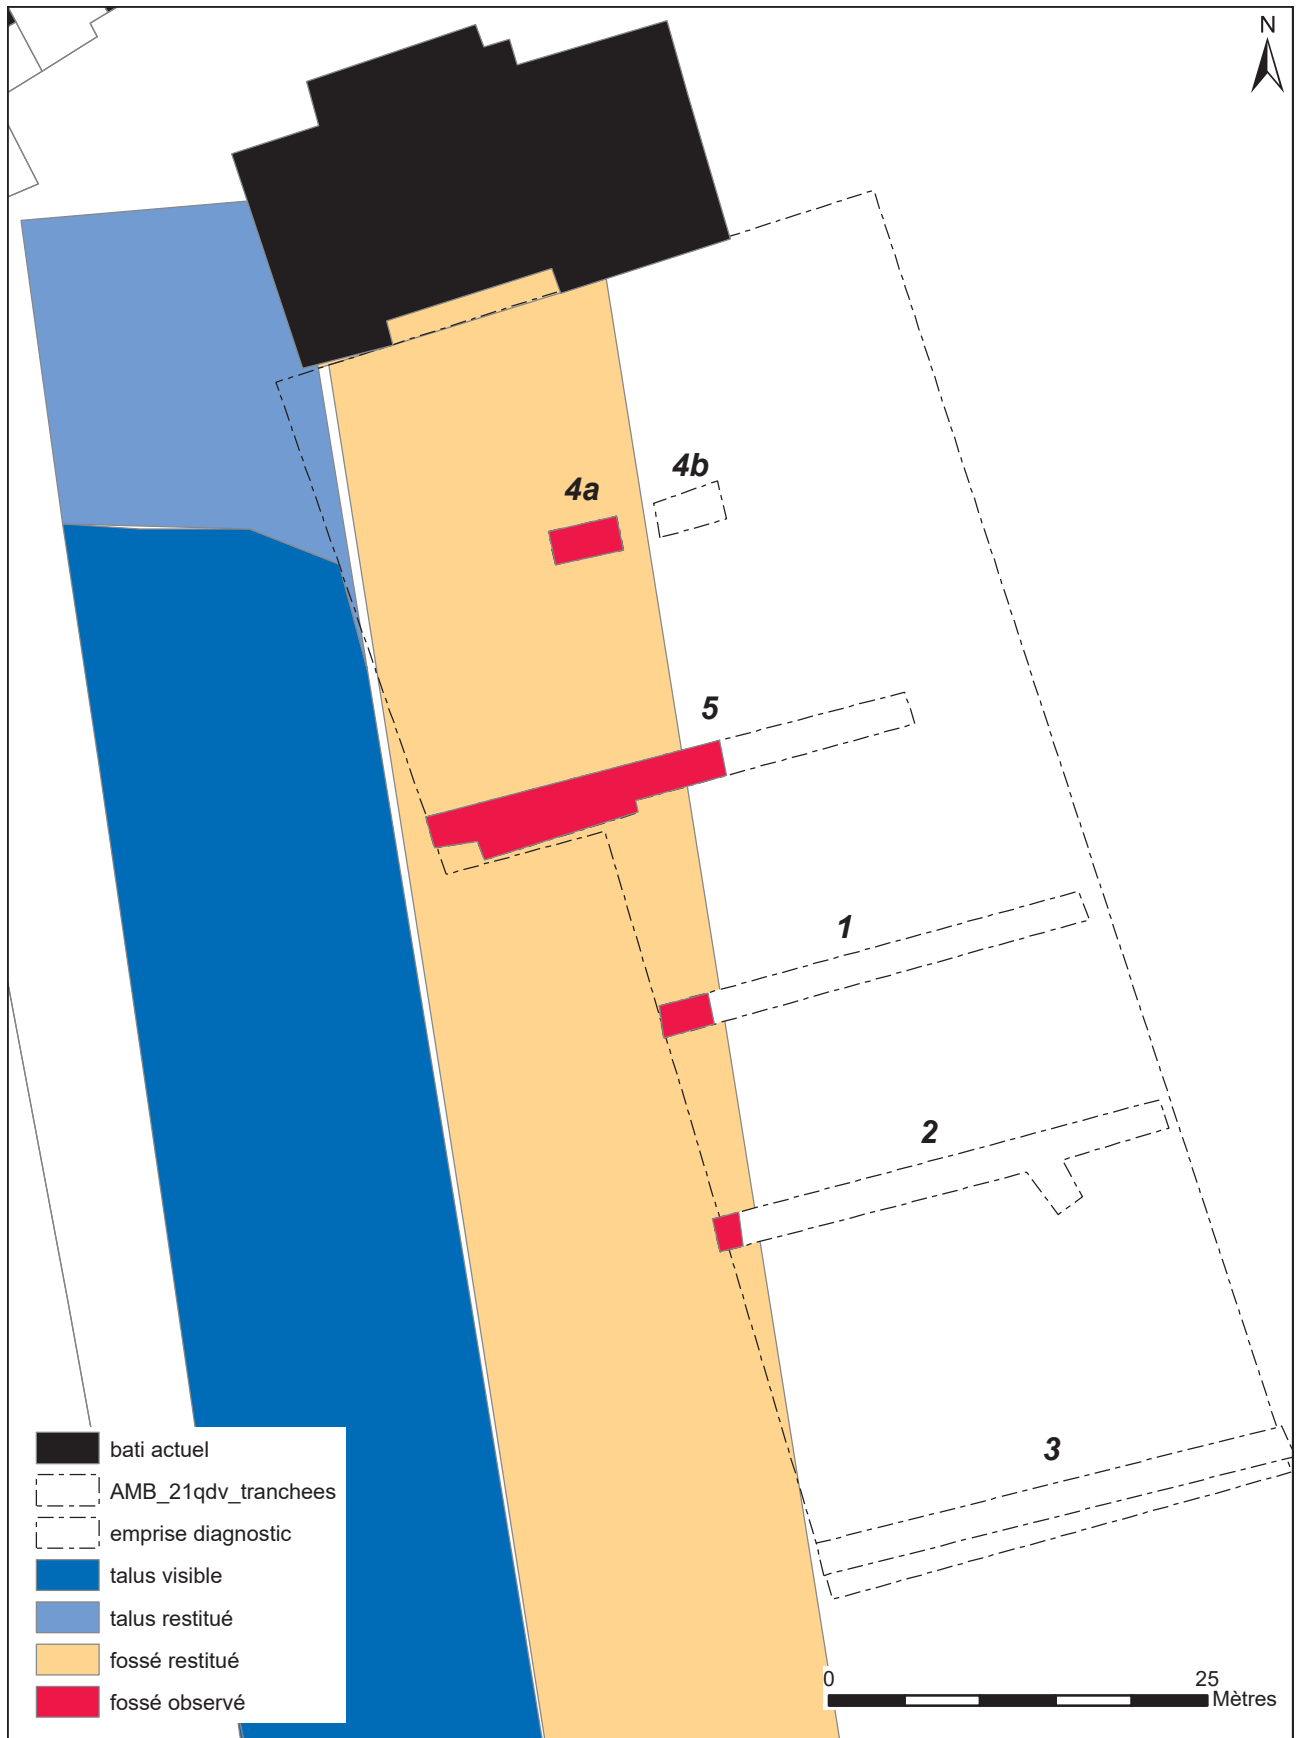 N
4b
4a
5
1
2
3
bati actuel
AMB_21qdv_tranchees
emprise diagnostic
talus visible
talus restitué
fossé restitué
fossé observé
0 25
Mètres